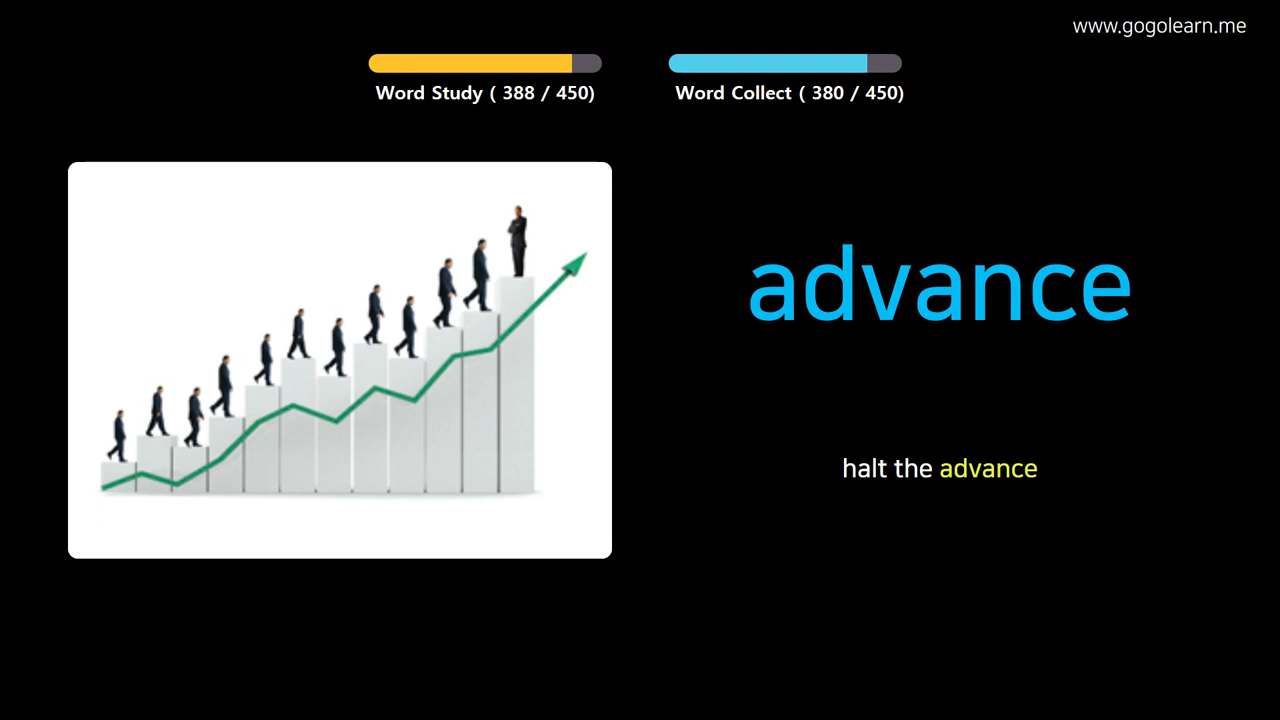 www.gogolearn.me
Word Study ( 388 / 450)
Word Collect ( 380 / 450)
advance
halt the advance